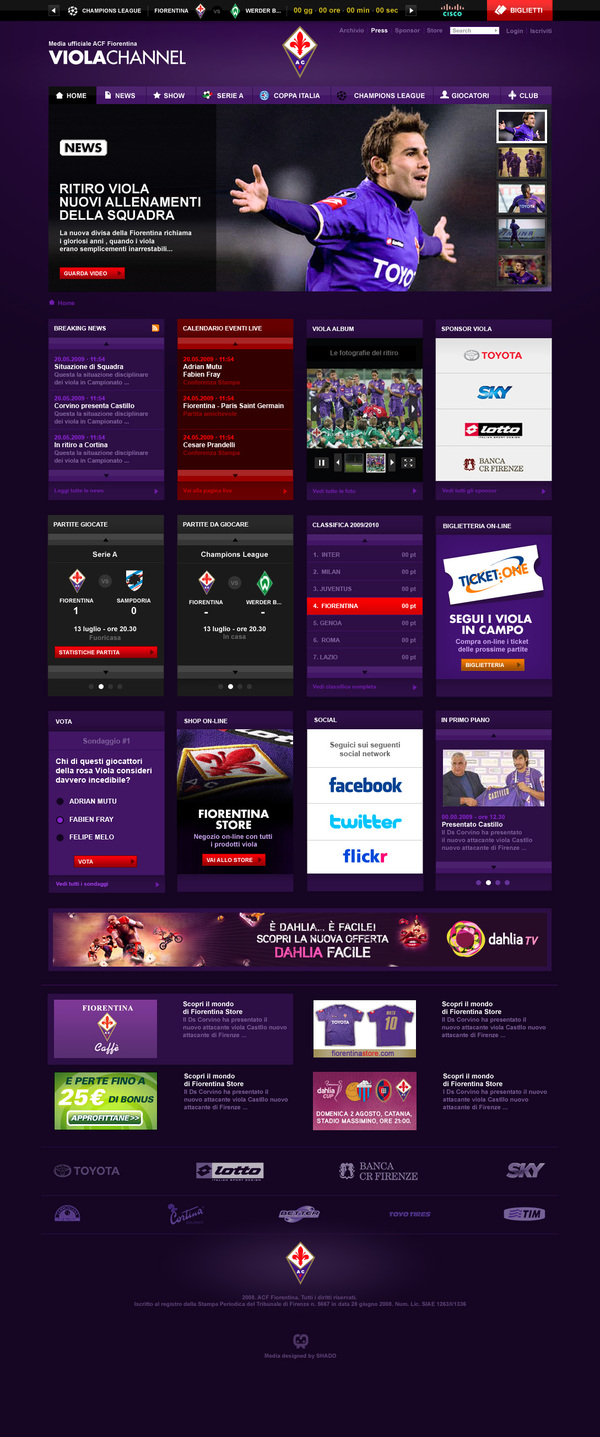 CHAMPIONS LEAGUE FIORENTINA VS WERDER B... 00 gg - 00 ore - 00 min - 00 sec CISCO BIGLIETTI
Archivio Press Sponsor Store Search Login Iscriviti
Media ufficiale ACF Fiorentina
VIOLACHANNEL
HOME NEWS SHOW SERIE A COPPA ITALIA CHAMPIONS LEAGUE GIOCATORI CLUB
NEWS
RITIRO VIOLA
NUOVI ALLENAMENTI
DELLA SQUADRA
La nuova divisa della Fiorentina richiama
i gloriosi anni , quando i viola
erano semplicementi inarrestabili...
GUARDA VIDEO
Home
BREAKING NEWS
20.05.2009 - 11:54
Situazione di Squadra
Questa la situazione disciplinare
dei viola in Campionato ...
20.05.2009 - 11:54
Corvino presenta Castillo
Questa la situazione disciplinare
dei viola in Campionato ...
20.05.2009 - 11:54
In ritiro a Cortina
Questa la situazione disciplinare
dei viola in Campionato ...
Leggi tutte le news
CALENDARIO EVENTI LIVE
20.05.2009 - 11:54
Adrian Mutu
Fabien Fray
Conferenza Stampa
24.05.2009 - 11:54
Fiorentina - Paris Saint Germain
Partita amichevole
24.05.2009 - 11:54
Cesare Prandelli
Conferenza Stampa
Vai alla pagina live
VIOLA ALBUM
Le fotografie del ritiro
Vedi tutte le foto
SPONSOR VIOLA
TOYOTA
SKY
lotto
ITALIAN SPORT DESIGN
BANCA
CR FIRENZE
Vedi tutti gli sponsor
PARTITE GIOCATE
Serie A
VS
FIORENTINA SAMPDORIA
1 0
13 luglio - ore 20.30
Fuoricasa
STATISTICHE PARTITA
PARTITE DA GIOCARE
Champions League
VS
FIORENTINA WERDER B...
- -
13 luglio - ore 20.30
In casa
CLASSIFICA 2009/2010
1. INTER 00 pt
2. MILAN 00 pt
3. JUVENTUS 00 pt
4. FIORENTINA 00 pt
5. GENOA 00 pt
6. ROMA 00 pt
7. LAZIO 00 pt
Vedi classifica completa
BIGLIETTERIA ON-LINE
TICKETONE
SEGUI I VIOLA
IN CAMPO
Compra on-line i ticket
delle prossime partite
BIGLIETTERIA
VOTA
Sondaggio #1
Chi di questi giocattori
della rosa Viola consideri
davvero incedibile?
ADRIAN MUTU
FABIEN FRAY
FELIPE MELO
VOTA
Vedi tutti i sondaggi
SHOP ON-LINE
FIORENTINA
STORE
Negozio on-line con tutti
i prodotti viola
VAI ALLO STORE
SOCIAL
Seguici sui seguenti
social network
facebook
twitter
flickr
IN PRIMO PIANO
00.00.2009 - ore 12.30
Presentato Castillo
Il Ds Corvino ha presentato
il nuovo attaccante viola Castillo
nuovo attaccante di Firenze ...
È DAHLIA... È FACILE!
SCOPRI LA NUOVA OFFERTA
DAHLIA FACILE
dahlia TV
FIORENTINA
Caffè
Scopri il mondo
di Fiorentina Store
Il Ds Corvino ha presentato il
nuovo attaccante viola Castillo nuovo
attaccante di Firenze ...
TOYOTA
10
fiorentinastore.com
Scopri il mondo
di Fiorentina Store
Il Ds Corvino ha presentato il
nuovo attaccante viola Castillo nuovo
attaccante di Firenze ...
E PER TE FINO A
25€ DI BONUS
APPROFITTANE>>
Scopri il mondo
di Fiorentina Store
Il Ds Corvino ha presentato il
nuovo attaccante viola Castillo nuovo
attaccante di Firenze ...
dahlia
CUP
DOMENICA 2 AGOSTO, CATANIA,
STADIO MASSIMINO, ORE 21:00.
Scopri il mondo
di Fiorentina Store
I Ds Corvino ha presentato il
nuovo attaccante viola Castillo nuovo
attaccante di Firenze ...
TOYOTA lotto BANCA CR FIRENZE SKY
ITALIAN SPORT DESIGN
Cortina BETTER TOYO TIRES TIM
2008. ACF Fiorentina. Tutti i diritti riservati.
Iscritto al registro della Stampa Periodica del Tribunale di Firenze n. 5667 in data 28 giugno 2008. Num. Lic. SIAE 12633/1336
Media designed by SHADO